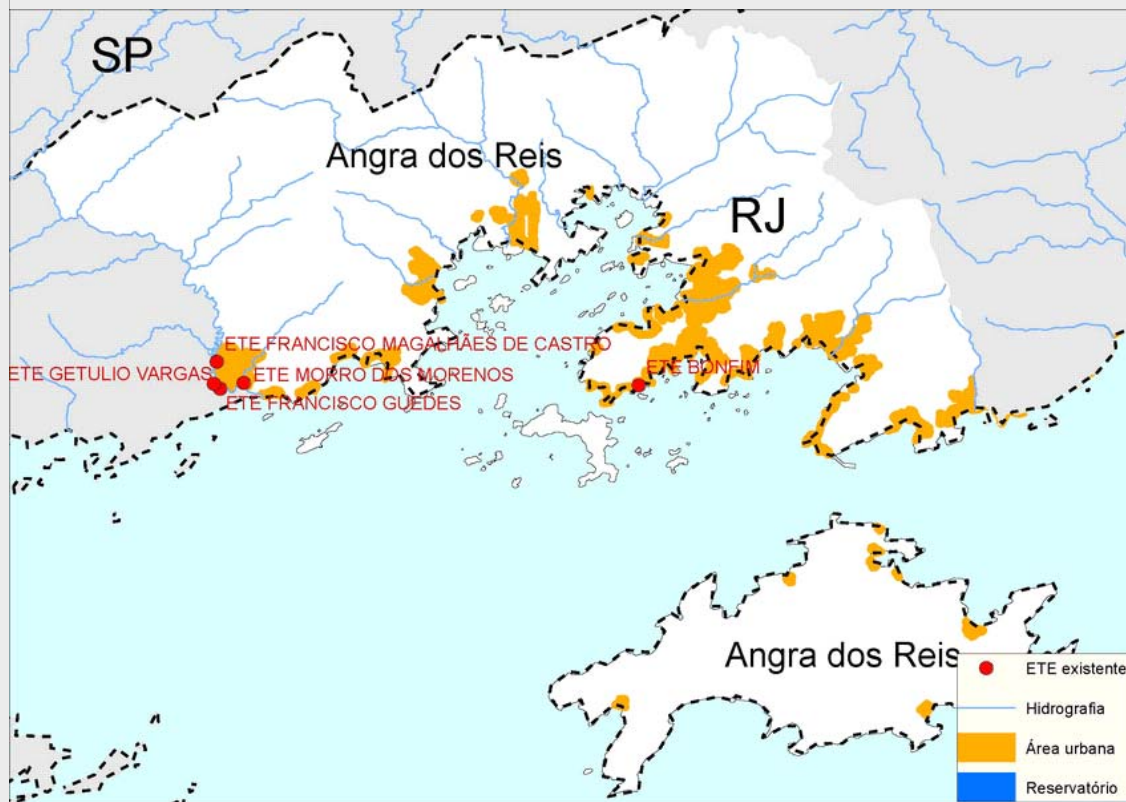 SP
Angra dos Reis
RJ
ETE FRANCISCO MAGALHÃES DE CASTRO
ETE GETULIO VARGAS
ETE MORRO DOS MORENOS
ETE BONFIM
ETE FRANCISCO GUEDES
Angra dos Reis
ETE existente
Hidrografia
Área urbana
Reservatório